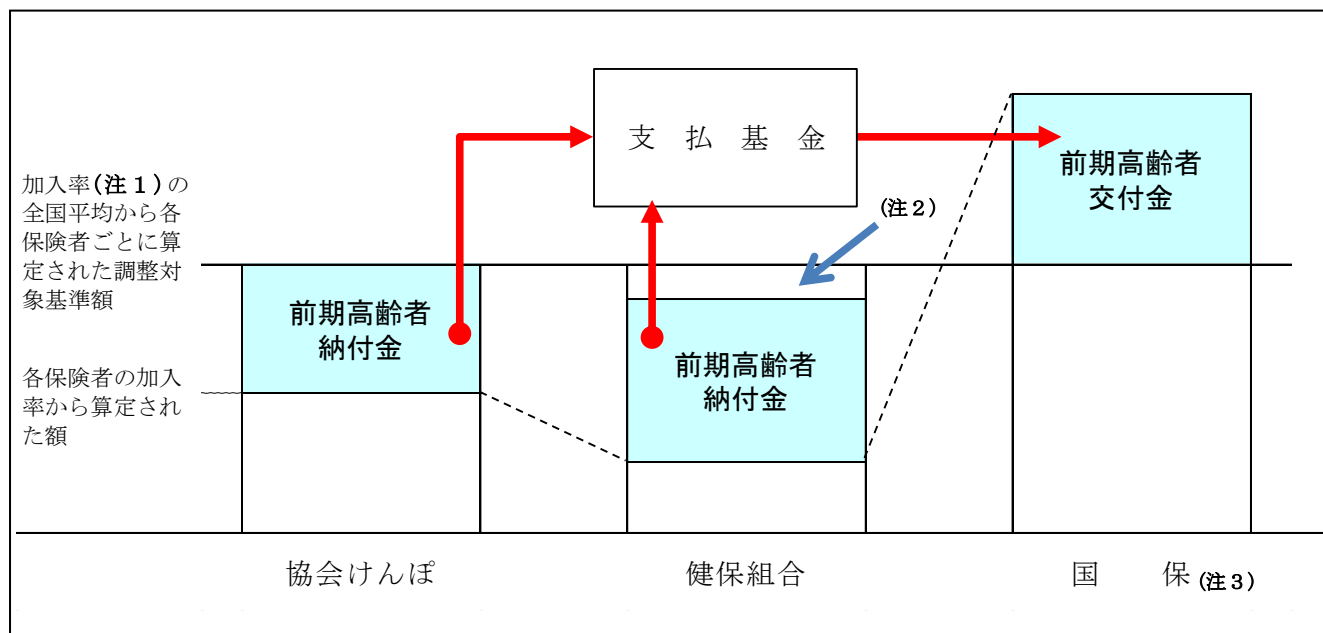 支　払　基　金
前期高齢者
交付金
加入率(注１)の
全国平均から各
保険者ごとに算
定された調整対
象基準額
(注２)
前期高齢者
納付金
前期高齢者
納付金
各保険者の加入
率から算定され
た額
協会けんぽ
健保組合
国　　保(注３)